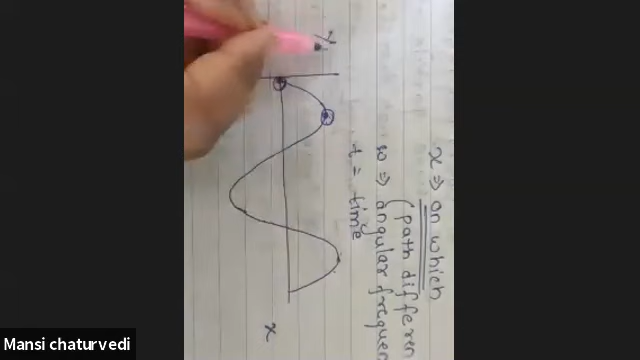 x ⇒ on which
(path differen
ω ⇒ angular frequen
t = time
y
x
Mansi chaturvedi